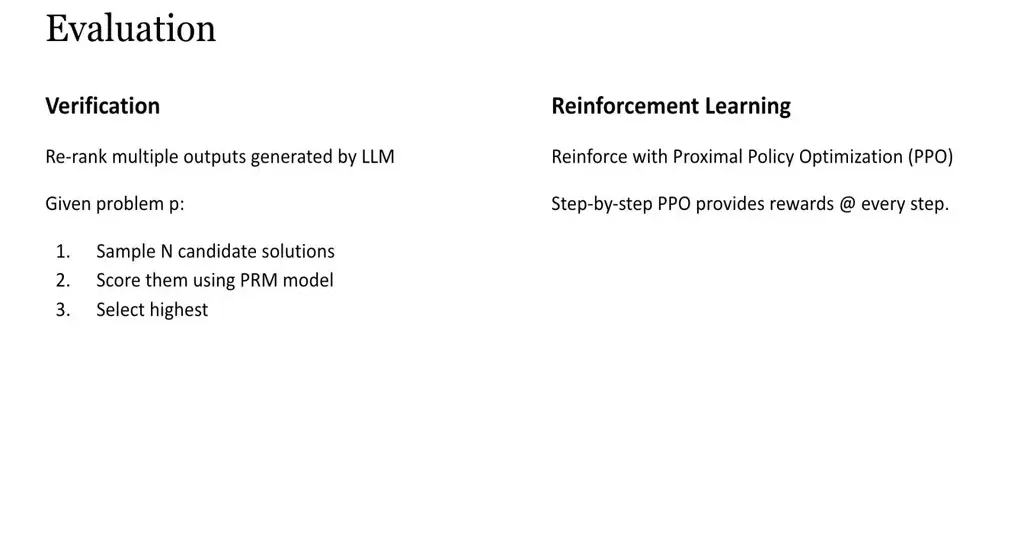 Evaluation
Verification
Re-rank multiple outputs generated by LLM
Given problem p:
1. Sample N candidate solutions
2. Score them using PRM model
3. Select highest
Reinforcement Learning
Reinforce with Proximal Policy Optimization (PPO)
Step-by-step PPO provides rewards @ every step.